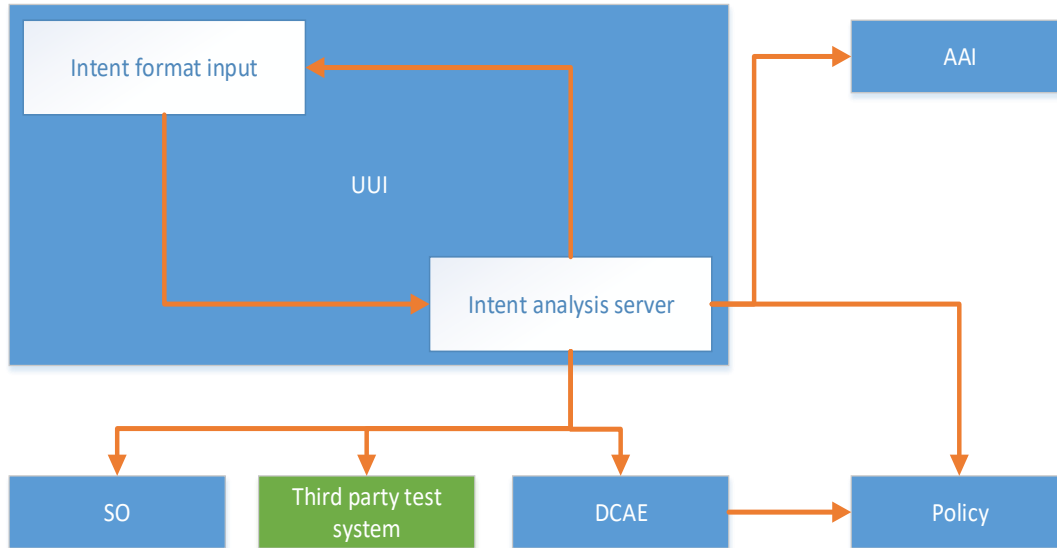 Intent format input
AAI
UUI
Intent analysis server
SO
Third party test
system
DCAE
Policy